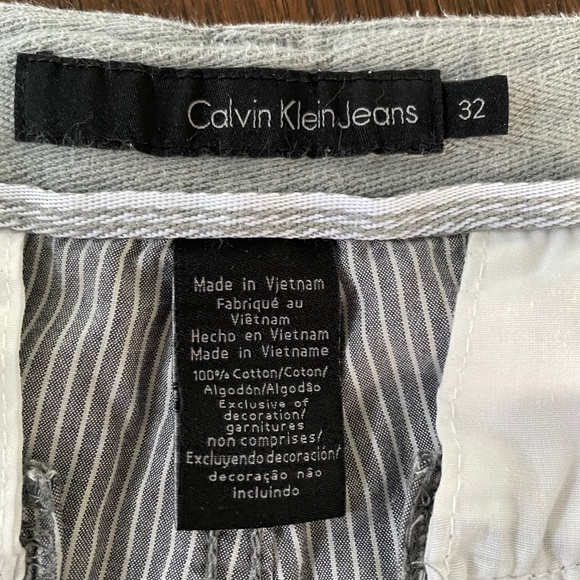 Calvin Klein Jeans
32
Made in Vietnam
Fabriqué au
Viêtnam
Hecho en Vietnam
Made in Vietname
100% Cotton/Coton/
Algodón/Algodão
Exclusive of
decoration/
garnitures
non comprises/
Excluyendo decoración/
decoração não
incluindo